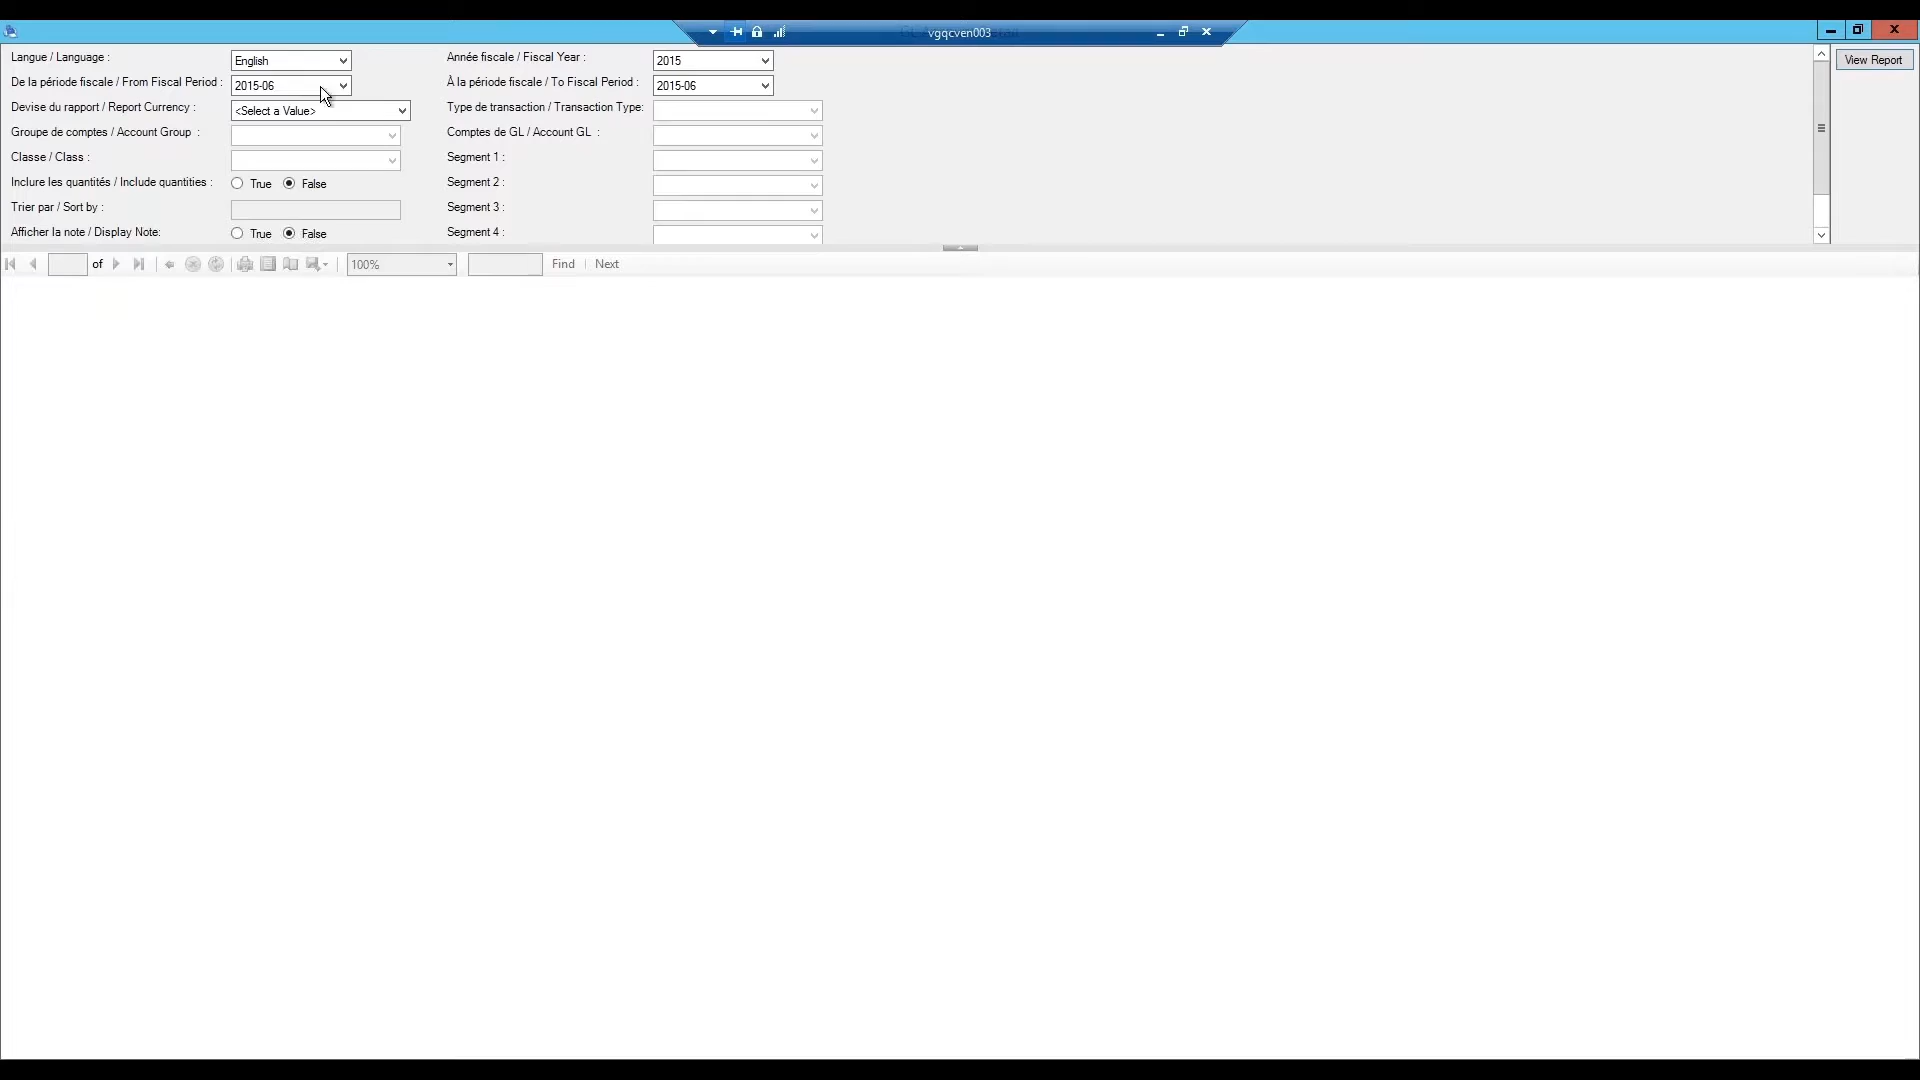 vgqcven003
Langue / Language : English Année fiscale / Fiscal Year : 2015 View Report
De la période fiscale / From Fiscal Period : 2015-06 À la période fiscale / To Fiscal Period : 2015-06
Devise du rapport / Report Currency : <Select a Value> Type de transaction / Transaction Type:
Groupe de comptes / Account Group : Comptes de GL / Account GL :
Classe / Class : Segment 1 :
Inclure les quantités / Include quantities : True False Segment 2 :
Trier par / Sort by : Segment 3 :
Afficher la note / Display Note: True False Segment 4 :
of 100% Find Next